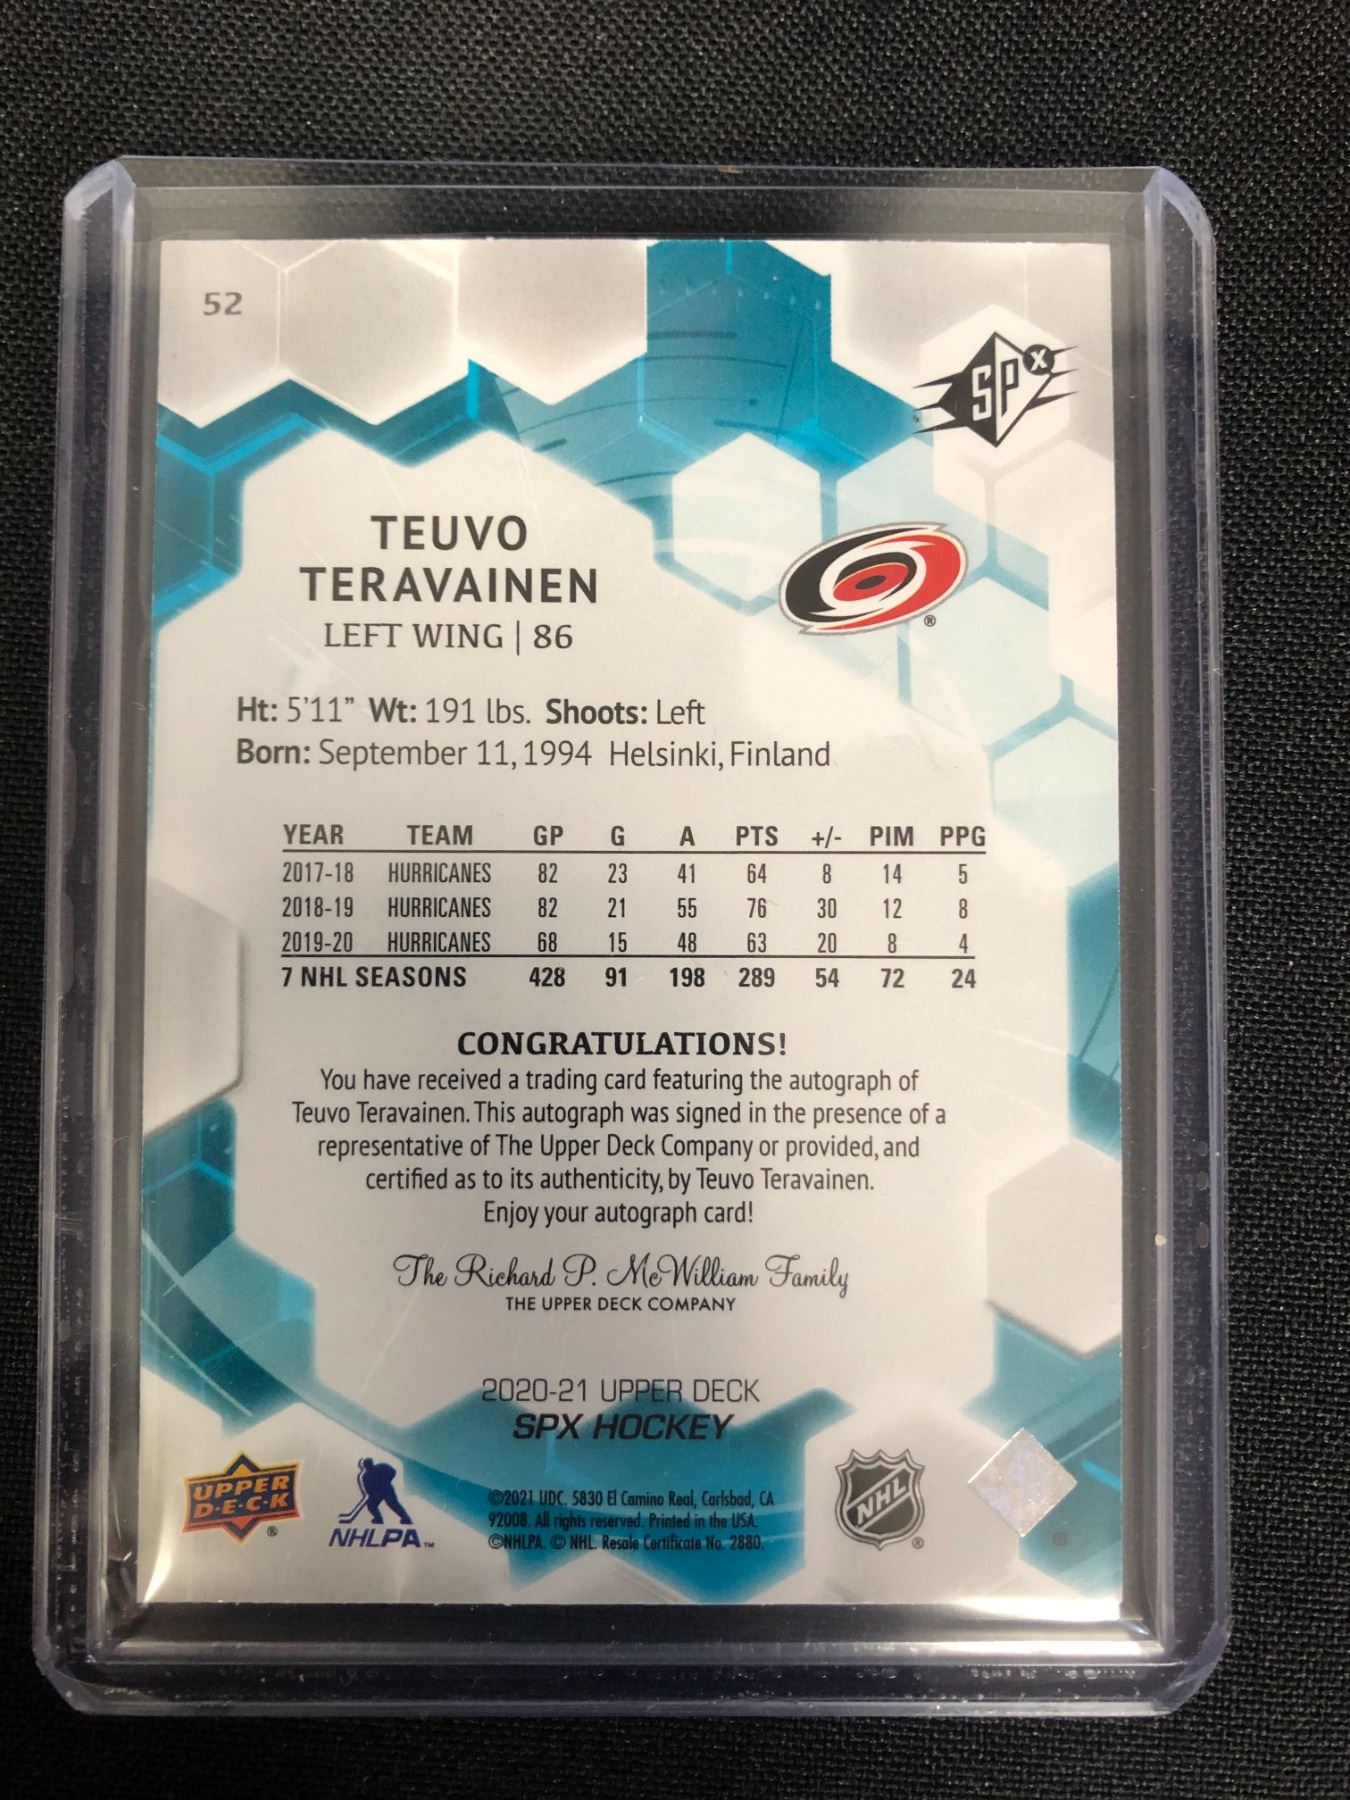 52
SPX
TEUVO
TERAVAINEN
LEFT WING | 86
®
Ht: 5'11" Wt: 191 lbs. Shoots: Left
Born: September 11, 1994 Helsinki, Finland
YEAR TEAM GP G A PTS +/- PIM PPG
2017-18 HURRICANES 82 23 41 64 8 14 5
2018-19 HURRICANES 82 21 55 76 30 12 8
2019-20 HURRICANES 68 15 48 63 20 8 4
7 NHL SEASONS 428 91 198 289 54 72 24
CONGRATULATIONS!
You have received a trading card featuring the autograph of
Teuvo Teravainen. This autograph was signed in the presence of a
representative of The Upper Deck Company or provided, and
certified as to its authenticity, by Teuvo Teravainen.
Enjoy your autograph card!
The Richard P. McWilliam Family
THE UPPER DECK COMPANY
2020-21 UPPER DECK
SPX HOCKEY
UPPER
D·E·C·K
®
NHLPA™
©2021 UDC. 5830 El Camino Real, Carlsbad, CA
92008. All rights reserved. Printed in the USA.
©NHLPA. © NHL. Resale Certificate No. 2880.
NHL
®
®